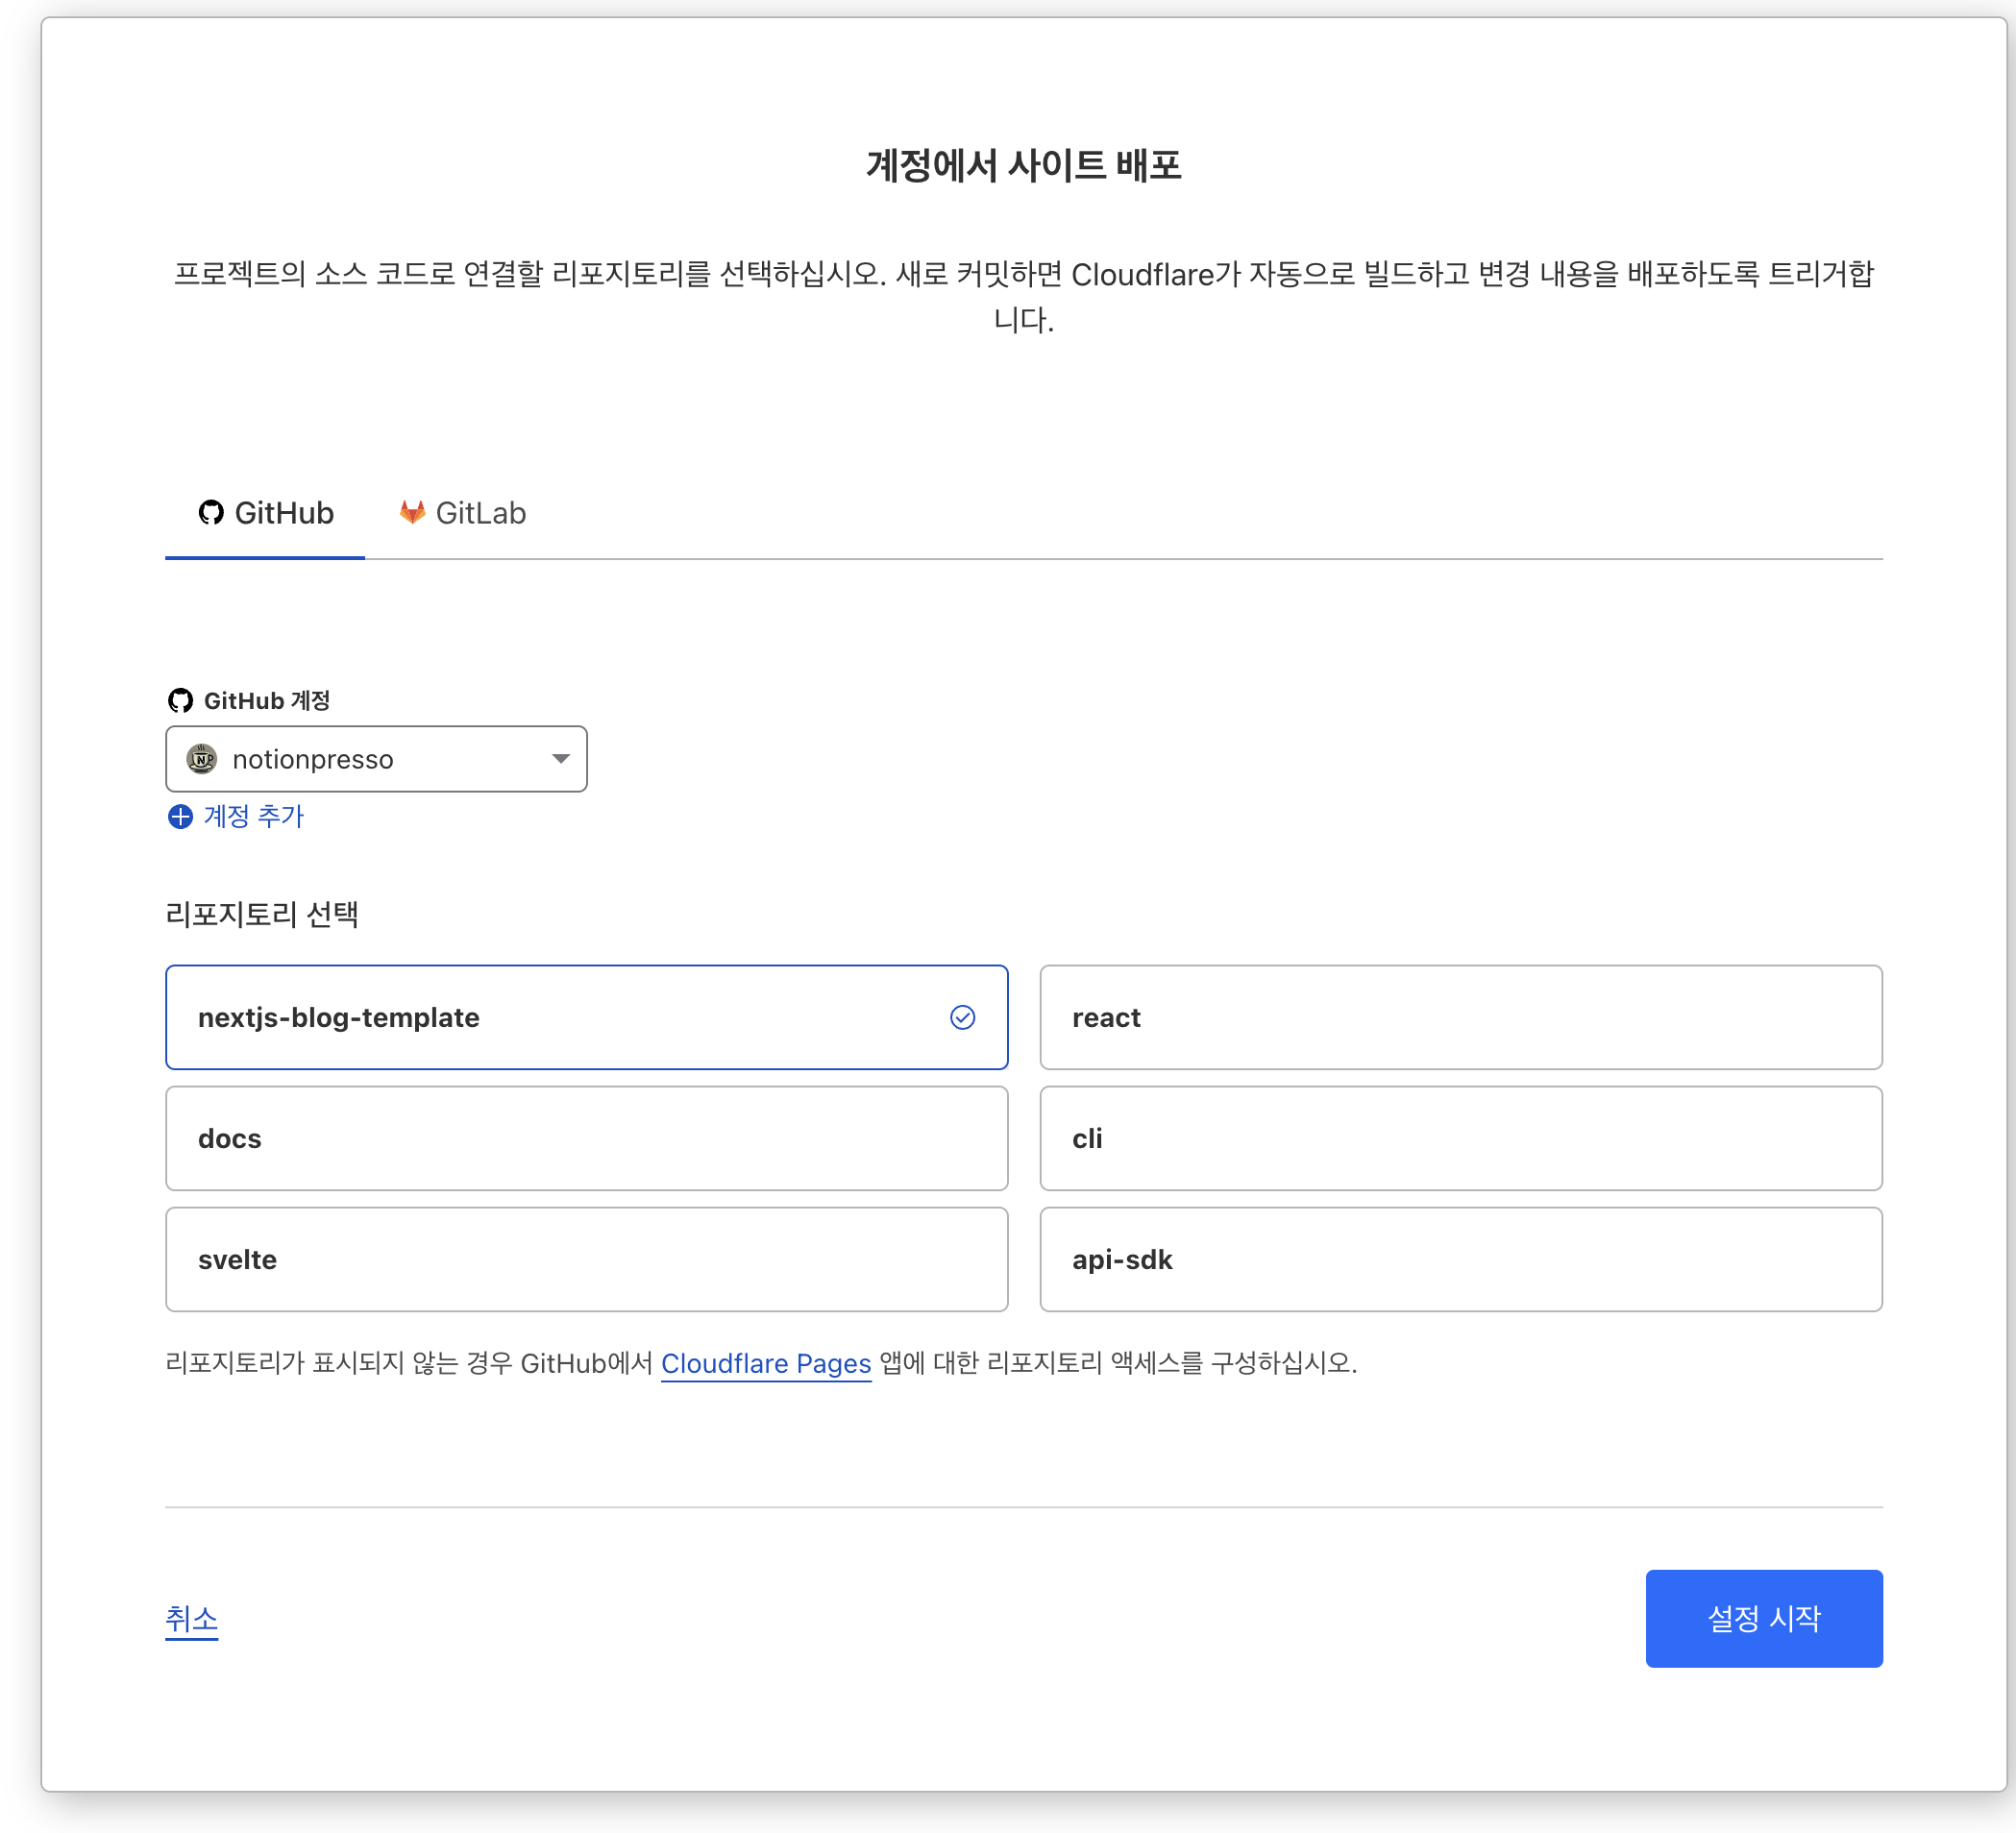 계정에서 사이트 배포
프로젝트의 소스 코드로 연결할 리포지토리를 선택하십시오. 새로 커밋하면 Cloudflare가 자동으로 빌드하고 변경 내용을 배포하도록 트리거합
니다.
GitHub GitLab
GitHub 계정
notionpresso
계정 추가
리포지토리 선택
nextjs-blog-template react
docs cli
svelte api-sdk
리포지토리가 표시되지 않는 경우 GitHub에서 Cloudflare Pages 앱에 대한 리포지토리 액세스를 구성하십시오.
취소 설정 시작